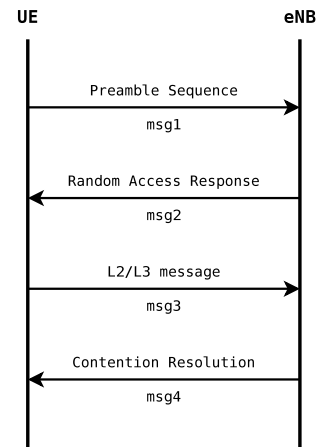 UE eNB
Preamble Sequence
msg1
Random Access Response
msg2
L2/L3 message
msg3
Contention Resolution
msg4